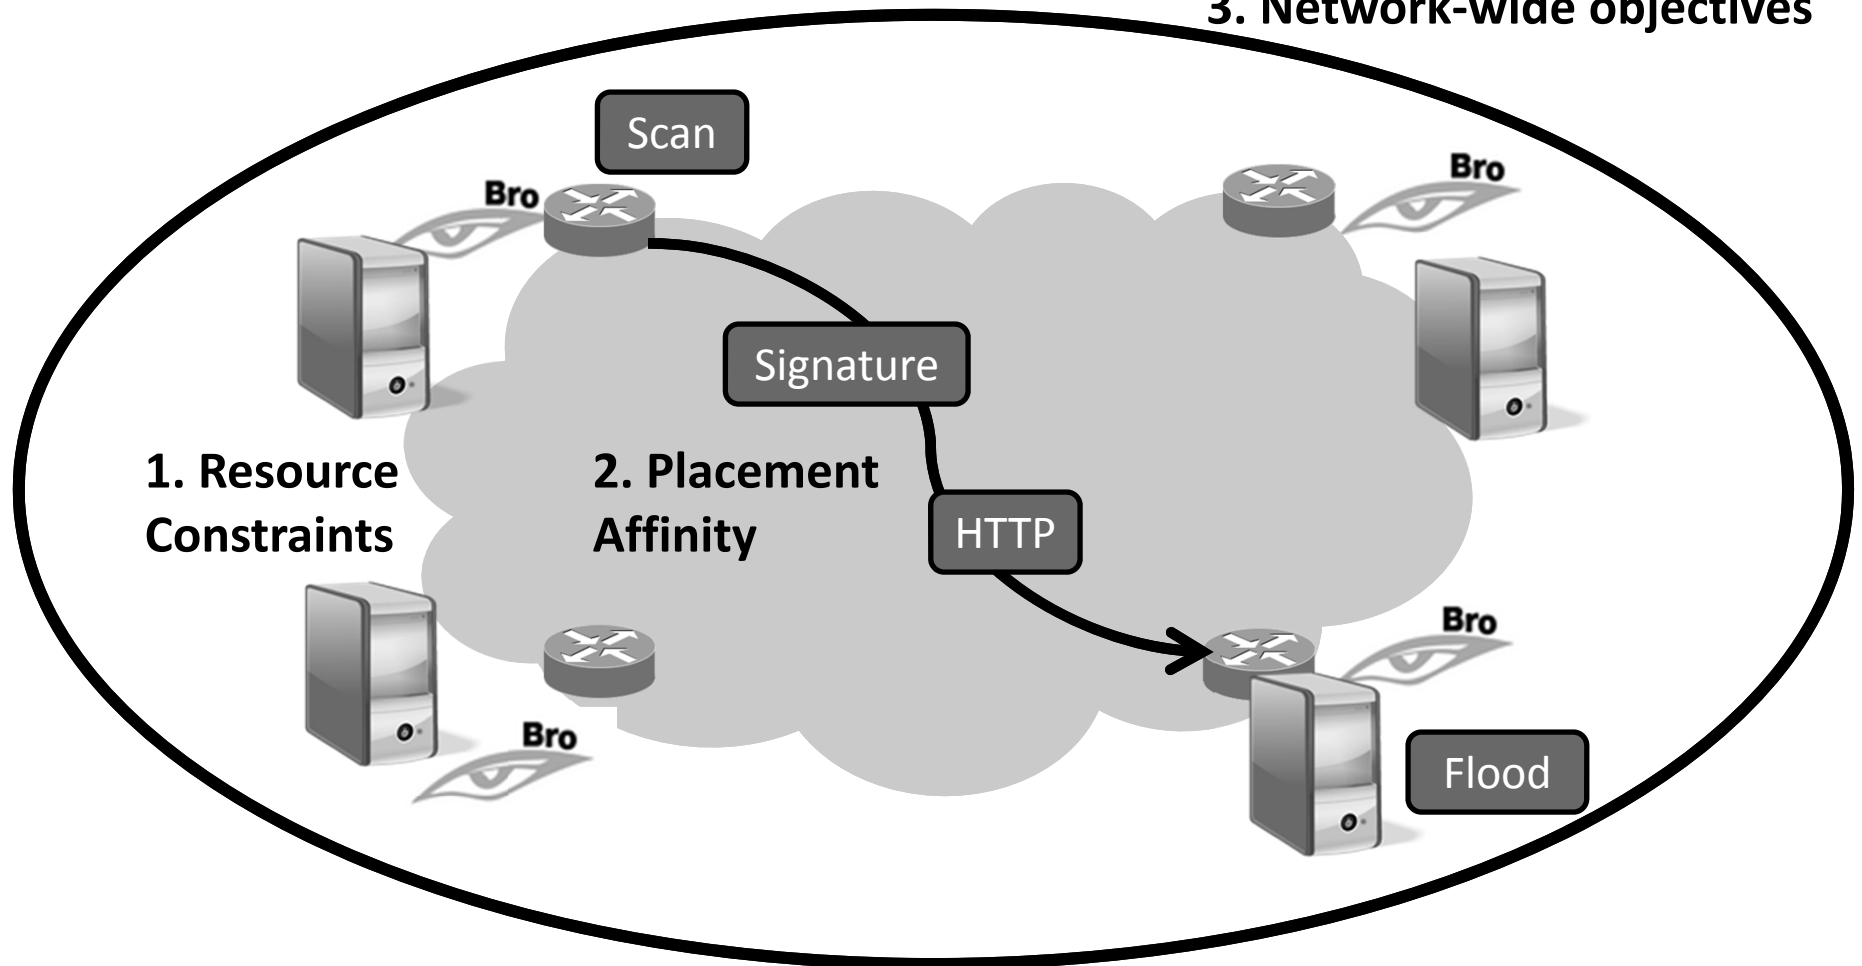 3. Network-wide objectives
Scan
Bro
Bro
Signature
1. Resource
Constraints
2. Placement
Affinity
HTTP
Bro
Bro
Flood